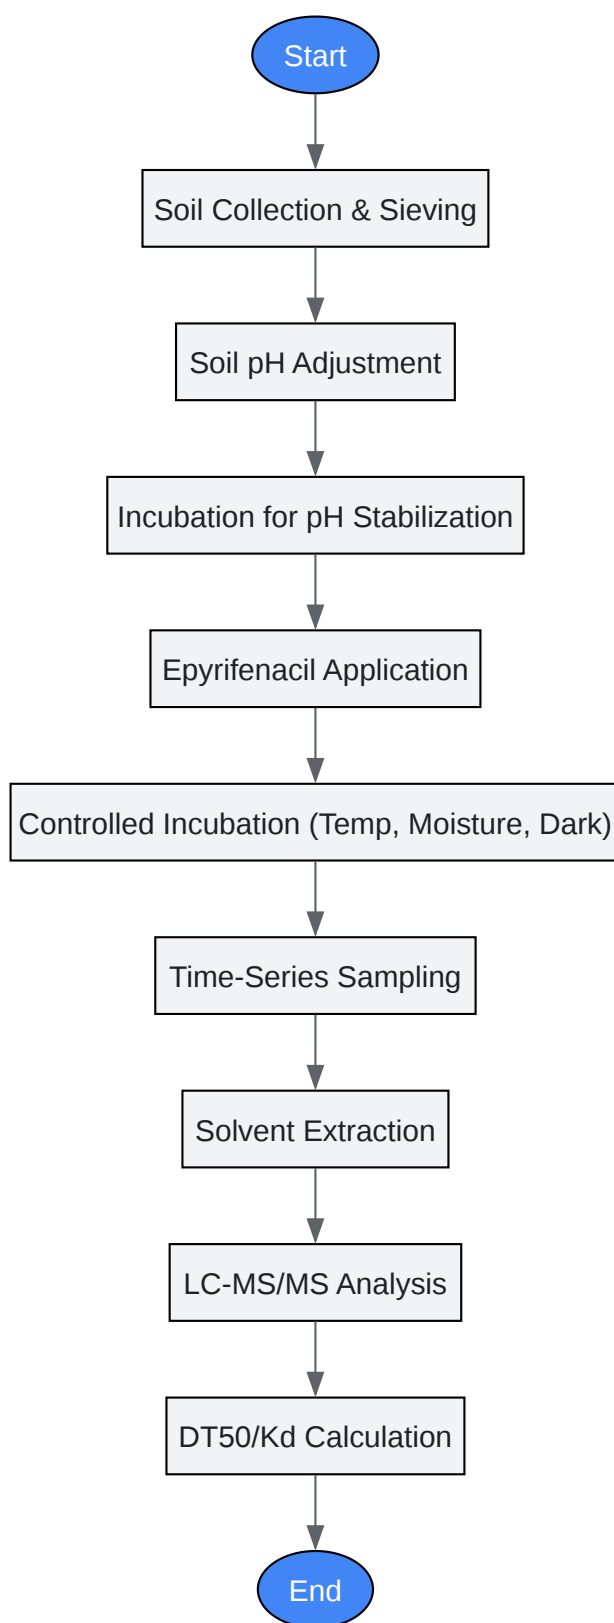 Start
Soil Collection & Sieving
Soil pH Adjustment
Incubation for pH Stabilization
Epyrifenacil Application
Controlled Incubation (Temp, Moisture, Dark)
Time-Series Sampling
Solvent Extraction
LC-MS/MS Analysis
DT50/Kd Calculation
End